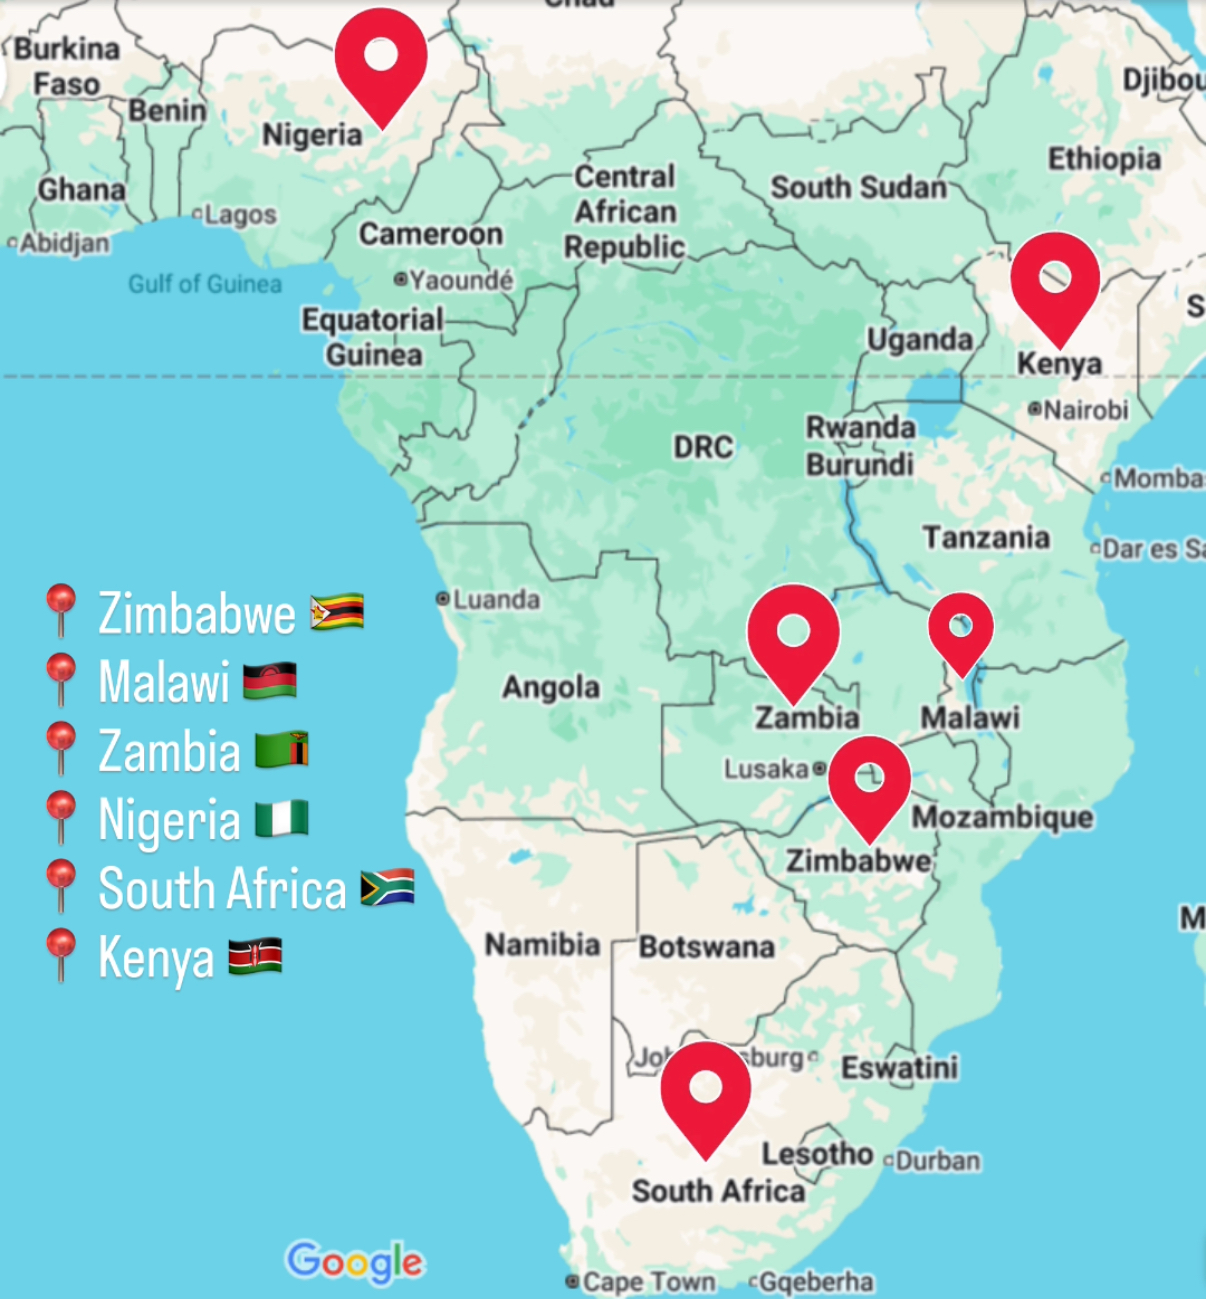 Chad
Burkina
Faso
Benin
Djibou
Nigeria
Ethiopia
Ghana
Central
African
Republic
South Sudan
Lagos
Abidjan
Cameroon
Gulf of Guinea
Yaoundé
Equatorial
Guinea
S
Uganda
Kenya
Nairobi
Rwanda
Burundi
DRC
Momba
Tanzania
Dar es Sa
Luanda
Zimbabwe 🇿🇼
Malawi 🇲🇼
Zambia 🇿🇲
Nigeria 🇳🇬
South Africa 🇿🇦
Kenya 🇰🇪
Angola
Zambia
Malawi
Lusaka
Mozambique
Zimbabwe
M
Namibia
Botswana
Jo sburg
Eswatini
Lesotho
Durban
South Africa
Google
Cape Town
Gqeberha